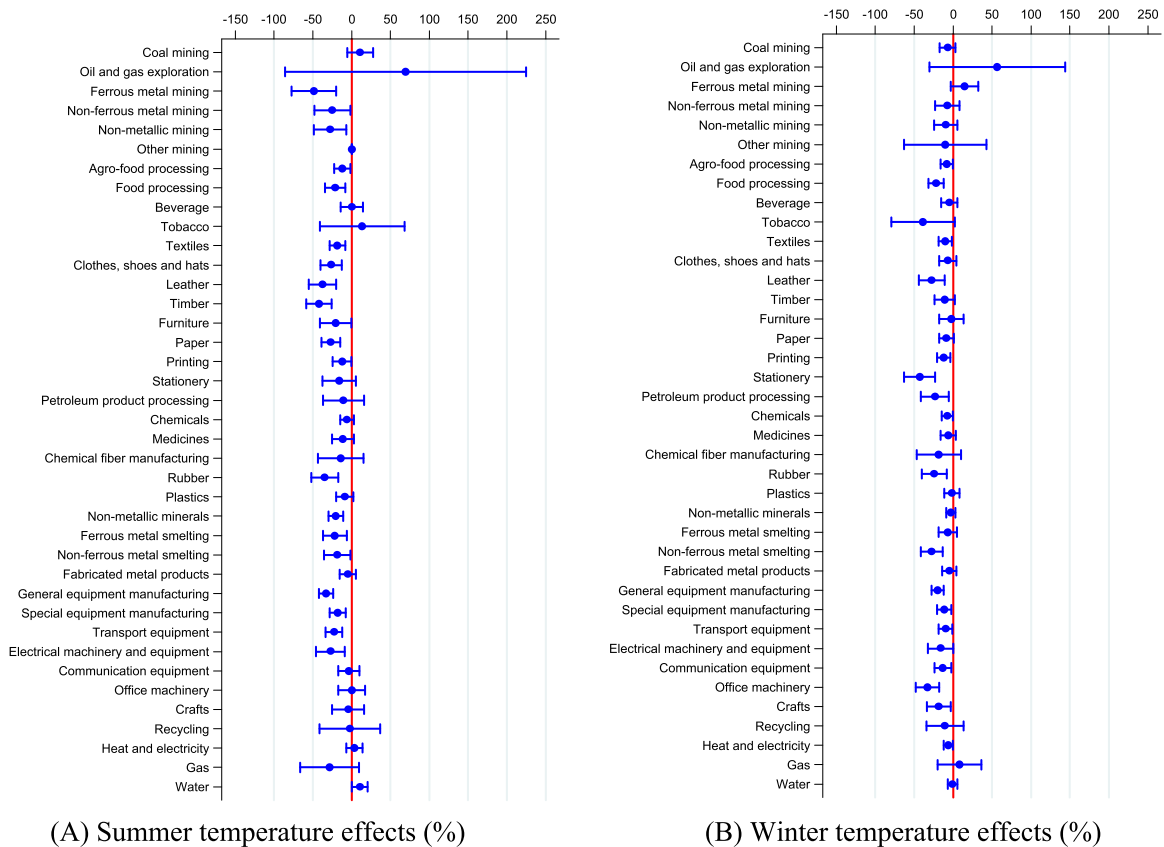 -150 -100 -50 0 50 100 150 200 250
Coal mining
Oil and gas exploration
Ferrous metal mining
Non-ferrous metal mining
Non-metallic mining
Other mining
Agro-food processing
Food processing
Beverage
Tobacco
Textiles
Clothes, shoes and hats
Leather
Timber
Furniture
Paper
Printing
Stationery
Petroleum product processing
Chemicals
Medicines
Chemical fiber manufacturing
Rubber
Plastics
Non-metallic minerals
Ferrous metal smelting
Non-ferrous metal smelting
Fabricated metal products
General equipment manufacturing
Special equipment manufacturing
Transport equipment
Electrical machinery and equipment
Communication equipment
Office machinery
Crafts
Recycling
Heat and electricity
Gas
Water
(A) Summer temperature effects (%)
-150 -100 -50 0 50 100 150 200 250
Coal mining
Oil and gas exploration
Ferrous metal mining
Non-ferrous metal mining
Non-metallic mining
Other mining
Agro-food processing
Food processing
Beverage
Tobacco
Textiles
Clothes, shoes and hats
Leather
Timber
Furniture
Paper
Printing
Stationery
Petroleum product processing
Chemicals
Medicines
Chemical fiber manufacturing
Rubber
Plastics
Non-metallic minerals
Ferrous metal smelting
Non-ferrous metal smelting
Fabricated metal products
General equipment manufacturing
Special equipment manufacturing
Transport equipment
Electrical machinery and equipment
Communication equipment
Office machinery
Crafts
Recycling
Heat and electricity
Gas
Water
(B) Winter temperature effects (%)